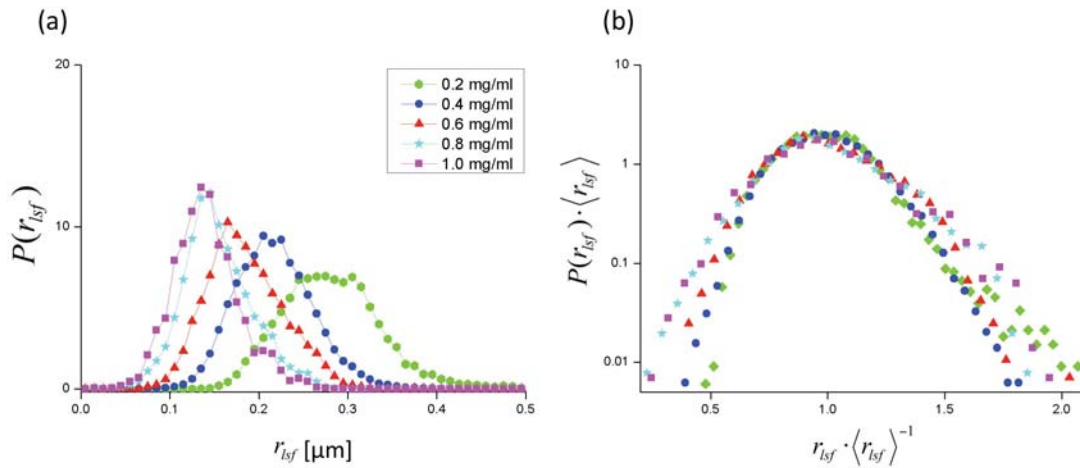 (a)
20
10
0
P(r_lsf)
0.2 mg/ml
0.4 mg/ml
0.6 mg/ml
0.8 mg/ml
1.0 mg/ml
0.0 0.1 0.2 0.3 0.4 0.5
r_lsf [µm]
(b)
10
1
0.1
0.01
P(r_lsf)·⟨r_lsf⟩
0.5 1.0 1.5 2.0
r_lsf·⟨r_lsf⟩⁻¹